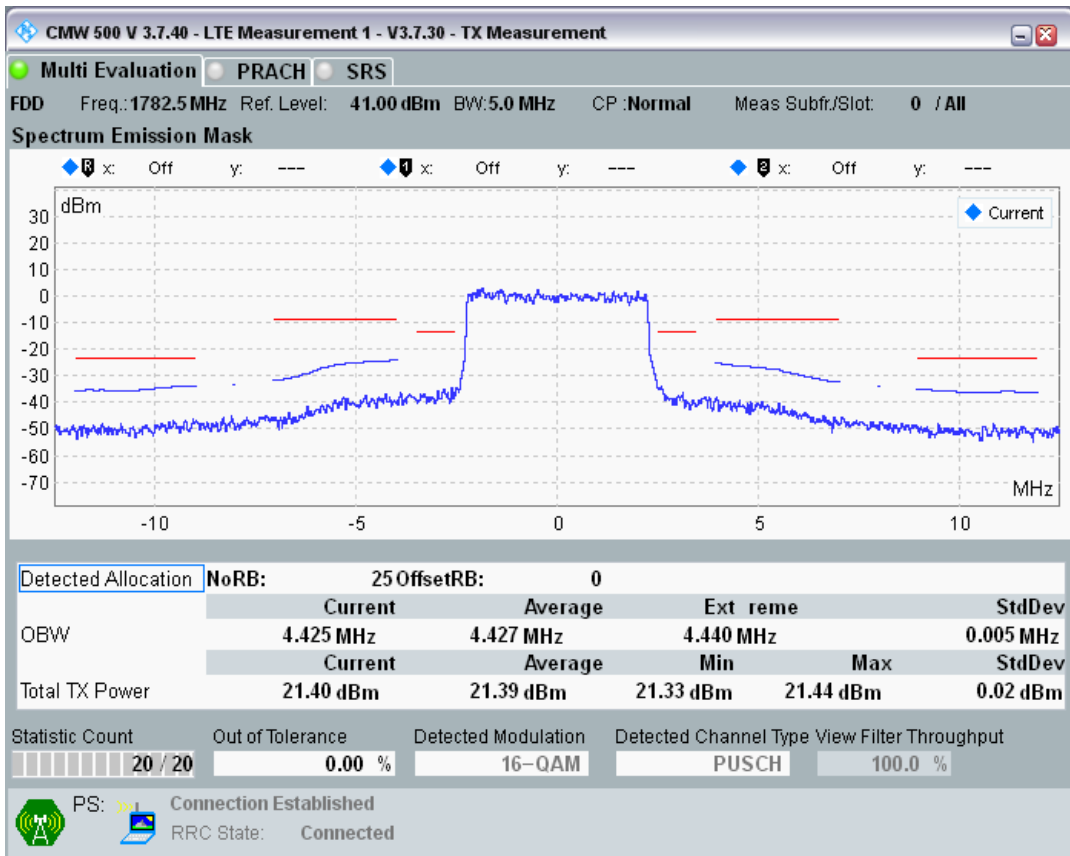 CMW 500 V 3.7.40 - LTE Measurement 1 - V3.7.30 - TX Measurement
Multi Evaluation PRACH SRS
FDD Freq.: 1782.5 MHz Ref. Level: 41.00 dBm BW: 5.0 MHz CP : Normal Meas Subfr./Slot: 0 / All
Spectrum Emission Mask
R x: Off y: --- 1 x: Off y: --- 2 x: Off y: ---
dBm
Current
30
20
10
0
-10
-20
-30
-40
-50
-60
-70
MHz
-10 -5 0 5 10
Detected Allocation NoRB: 25 OffsetRB: 0
Current Average Ext reme StdDev
OBW 4.425 MHz 4.427 MHz 4.440 MHz 0.005 MHz
Current Average Min Max StdDev
Total TX Power 21.40 dBm 21.39 dBm 21.33 dBm 21.44 dBm 0.02 dBm
Statistic Count Out of Tolerance Detected Modulation Detected Channel Type View Filter Throughput
20 / 20 0.00 % 16-QAM PUSCH 100.0 %
PS: Connection Established
RRC State: Connected